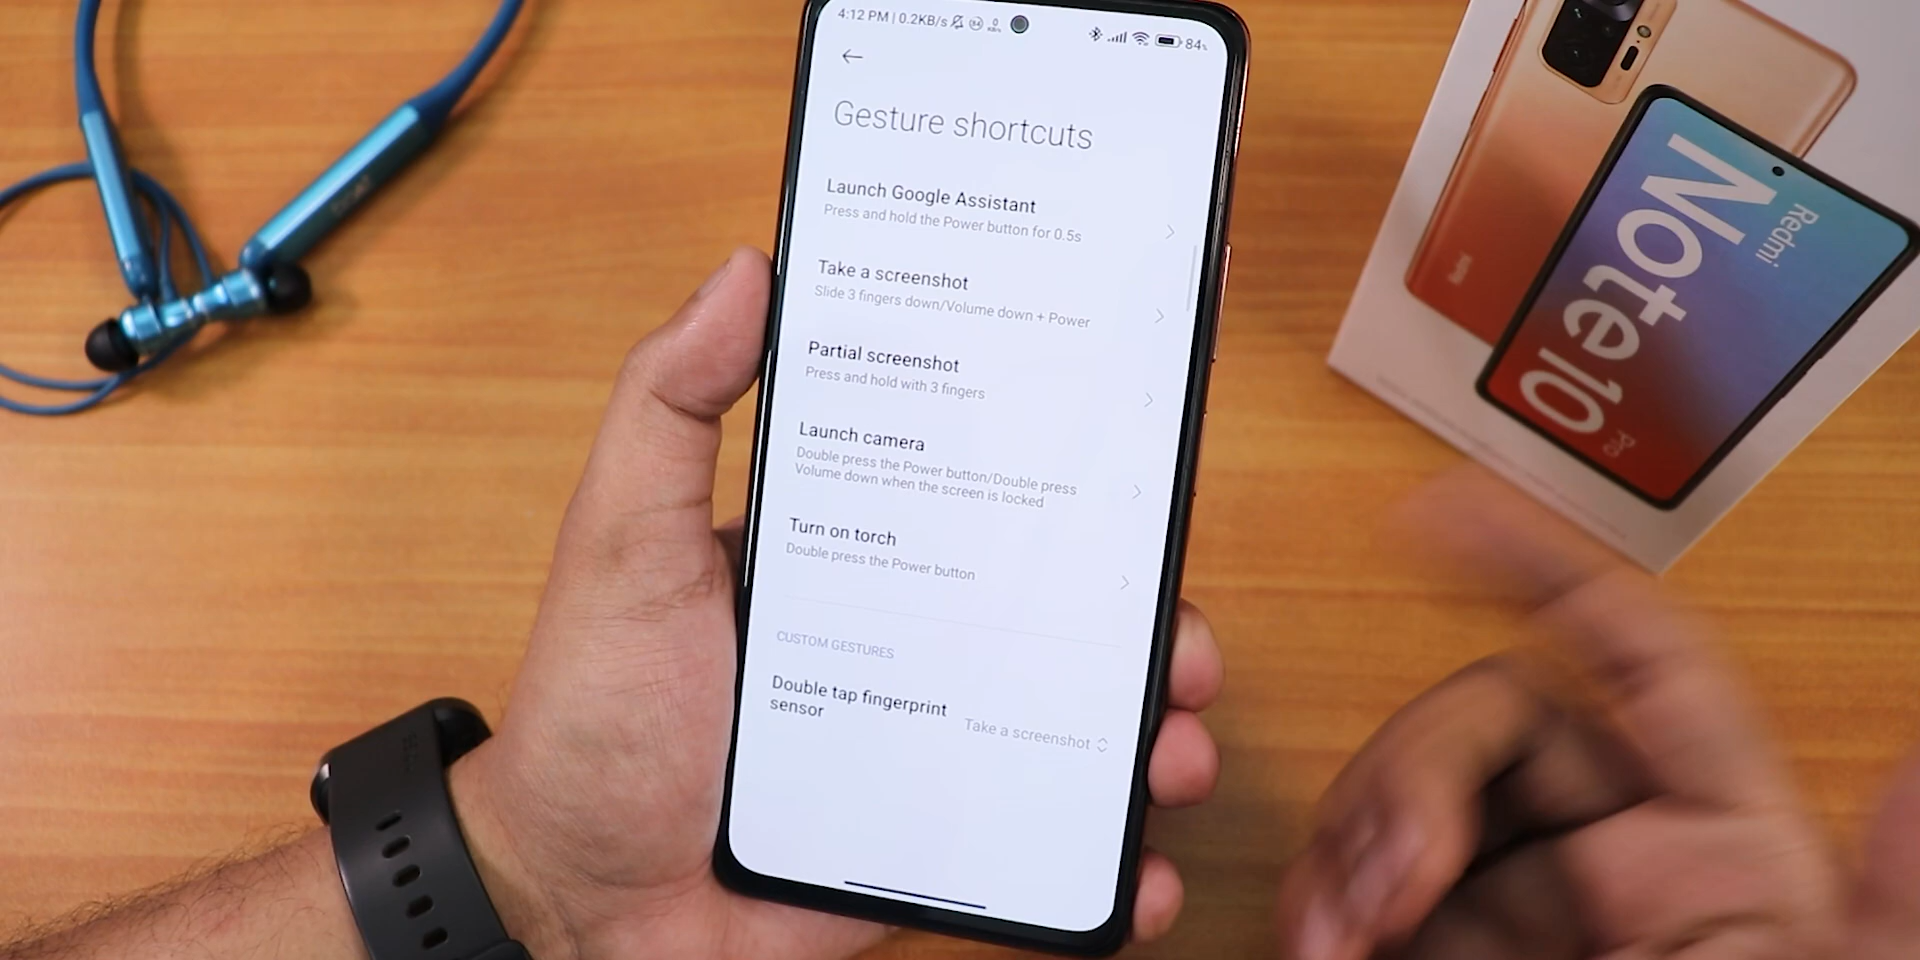 4:12 PM | 0.2KB/s
84
Gesture shortcuts
Launch Google Assistant
Press and hold the Power button for 0.5s
Take a screenshot
Slide 3 fingers down/Volume down + Power
Partial screenshot
Press and hold with 3 fingers
Launch camera
Double press the Power button/Double press
Volume down when the screen is locked
Turn on torch
Double press the Power button
CUSTOM GESTURES
Double tap fingerprint
sensor
Take a screenshot
Redmi
Note 10
Pro